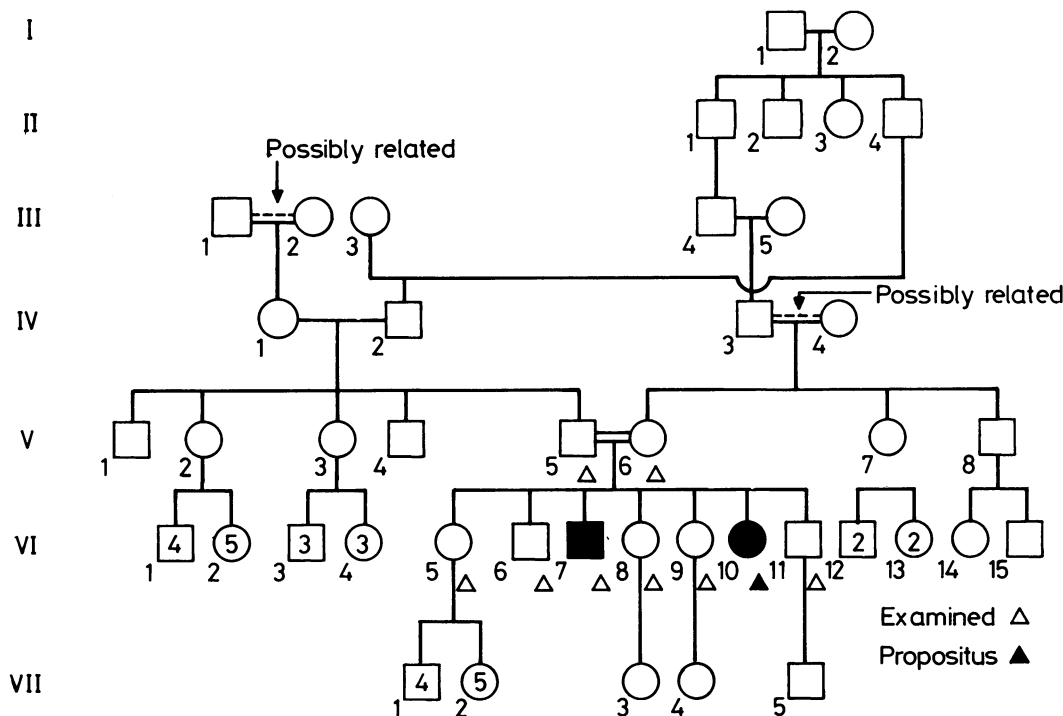 I
1 2
II
1 2 3 4
Possibly related
III
1 2 3 4 5
Possibly related
IV
1 2 3 4
V
1 2 3 4 5 6 7 8
VI
4 5 3 3 2 2
1 2 3 4 5 6 7 8 9 10 11 12 13 14 15
Examined
Propositus
VII
4 5
1 2 3 4 5